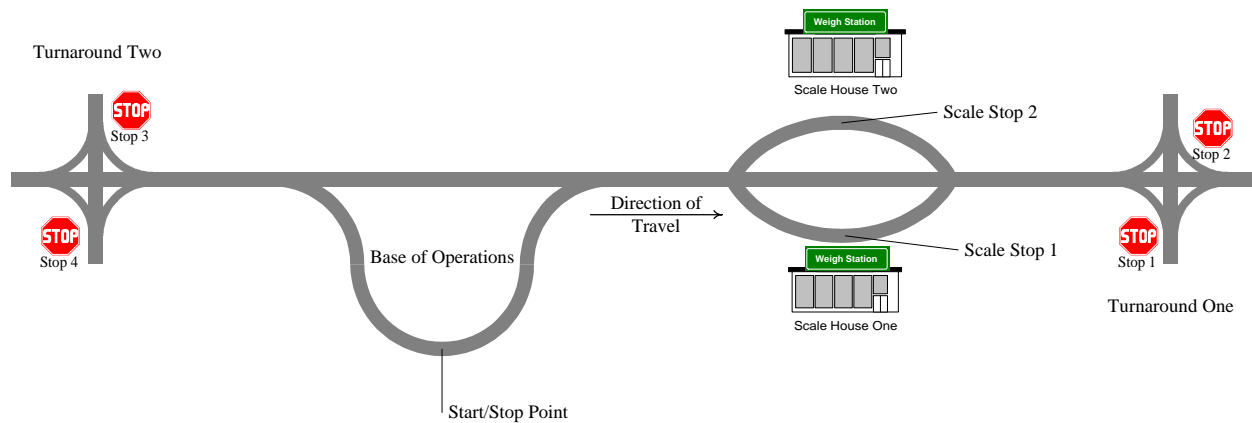 Weigh Station
Scale House Two
Turnaround Two
STOP
Stop 3
Scale Stop 2
STOP
Stop 2
Direction of
Travel
STOP
Stop 4
Base of Operations
Scale Stop 1
STOP
Stop 1
Weigh Station
Scale House One
Turnaround One
Start/Stop Point